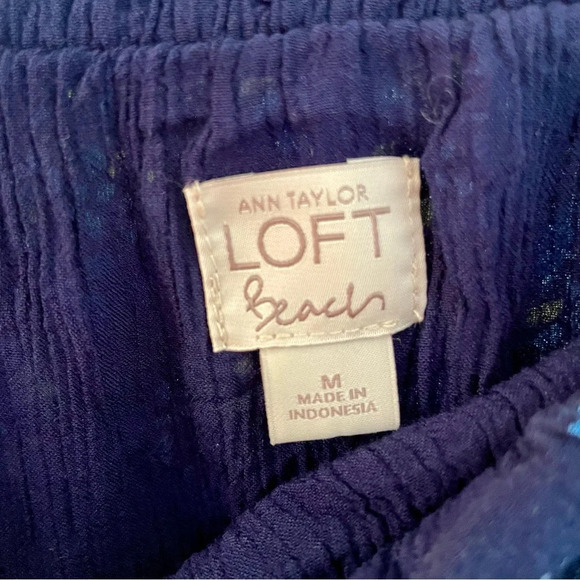 ANN TAYLOR
LOFT
Beach
M
MADE IN
INDONESIA